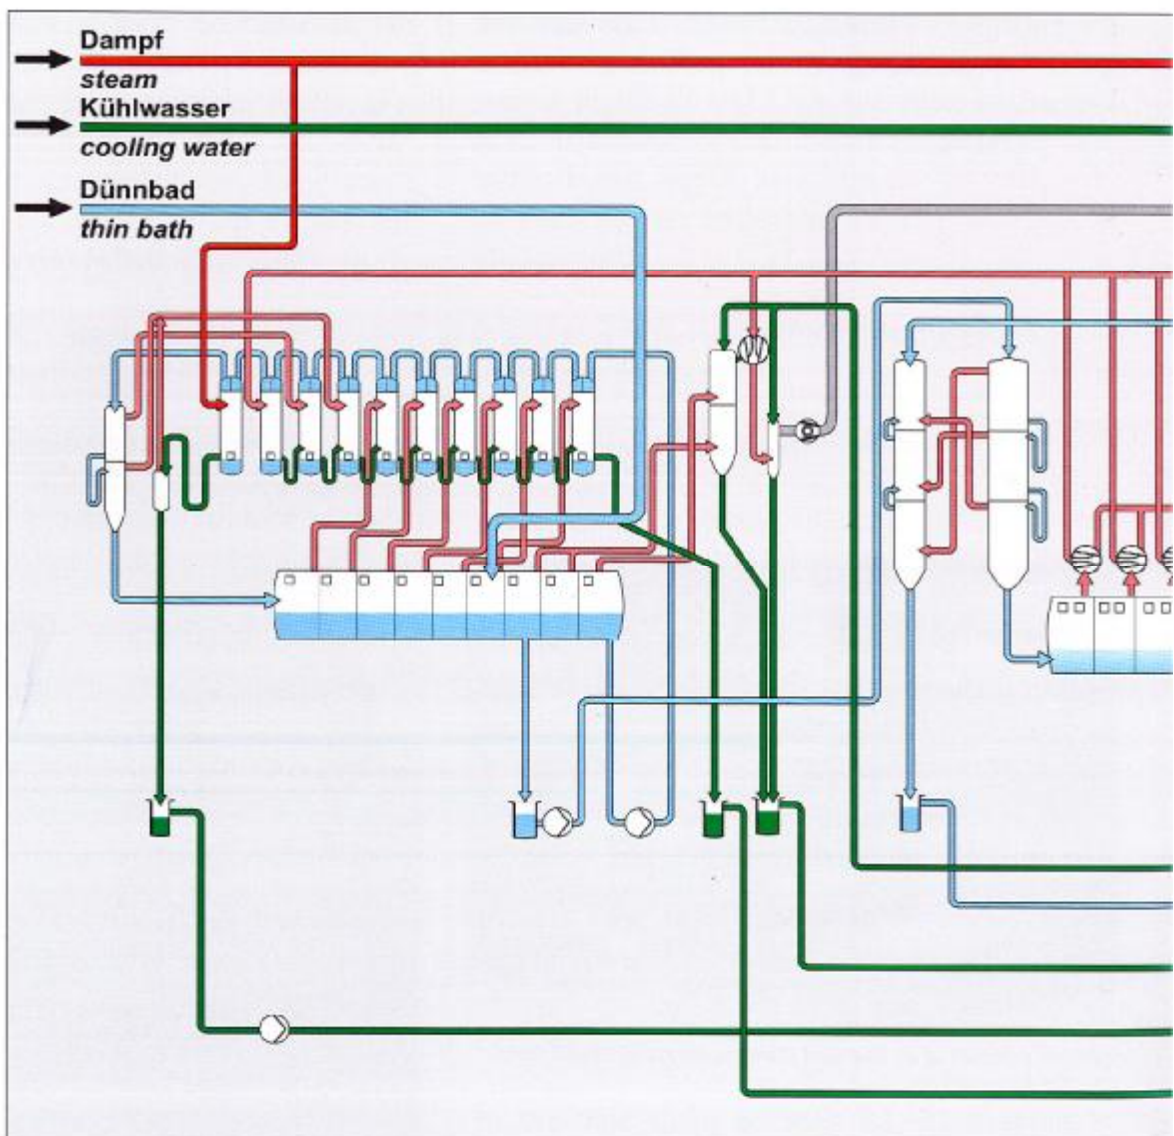 Dampf
steam
Kühlwasser
cooling water
Dünnbad
thin bath